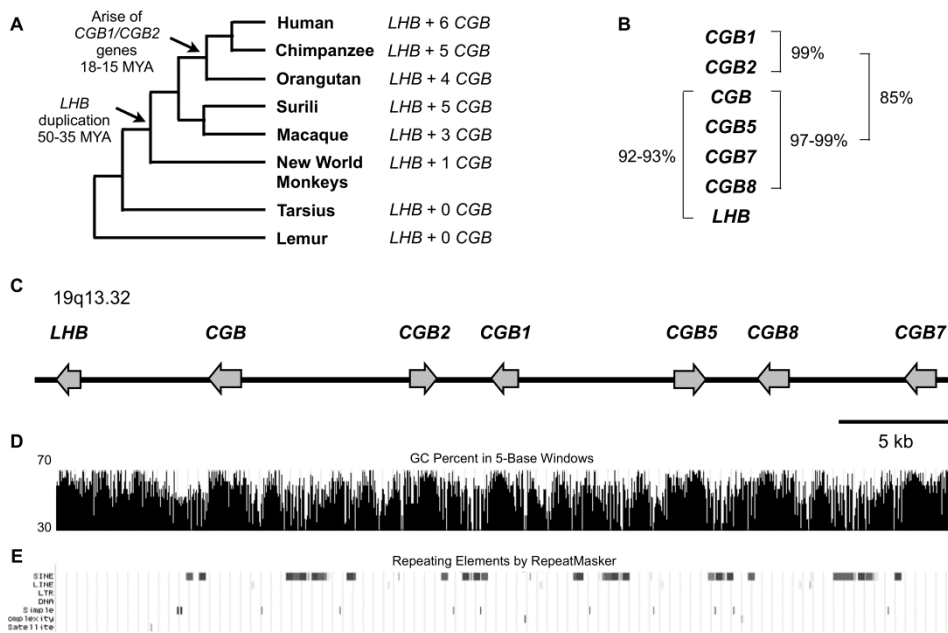 A
Arise of
CGB1/CGB2
genes
18-15 MYA
LHB
duplication
50-35 MYA
Human LHB + 6 CGB
Chimpanzee LHB + 5 CGB
Orangutan LHB + 4 CGB
Surili LHB + 5 CGB
Macaque LHB + 3 CGB
New World LHB + 1 CGB
Monkeys
Tarsius LHB + 0 CGB
Lemur LHB + 0 CGB
B
CGB1
CGB2
CGB
CGB5
CGB7
CGB8
LHB
99%
97-99%
85%
92-93%
C
19q13.32
LHB CGB CGB2 CGB1 CGB5 CGB8 CGB7
5 kb
D
GC Percent in 5-Base Windows
70
30
E
Repeating Elements by RepeatMasker
SINE
LINE
LTR
DNA
Simple
omplexity
Satellite